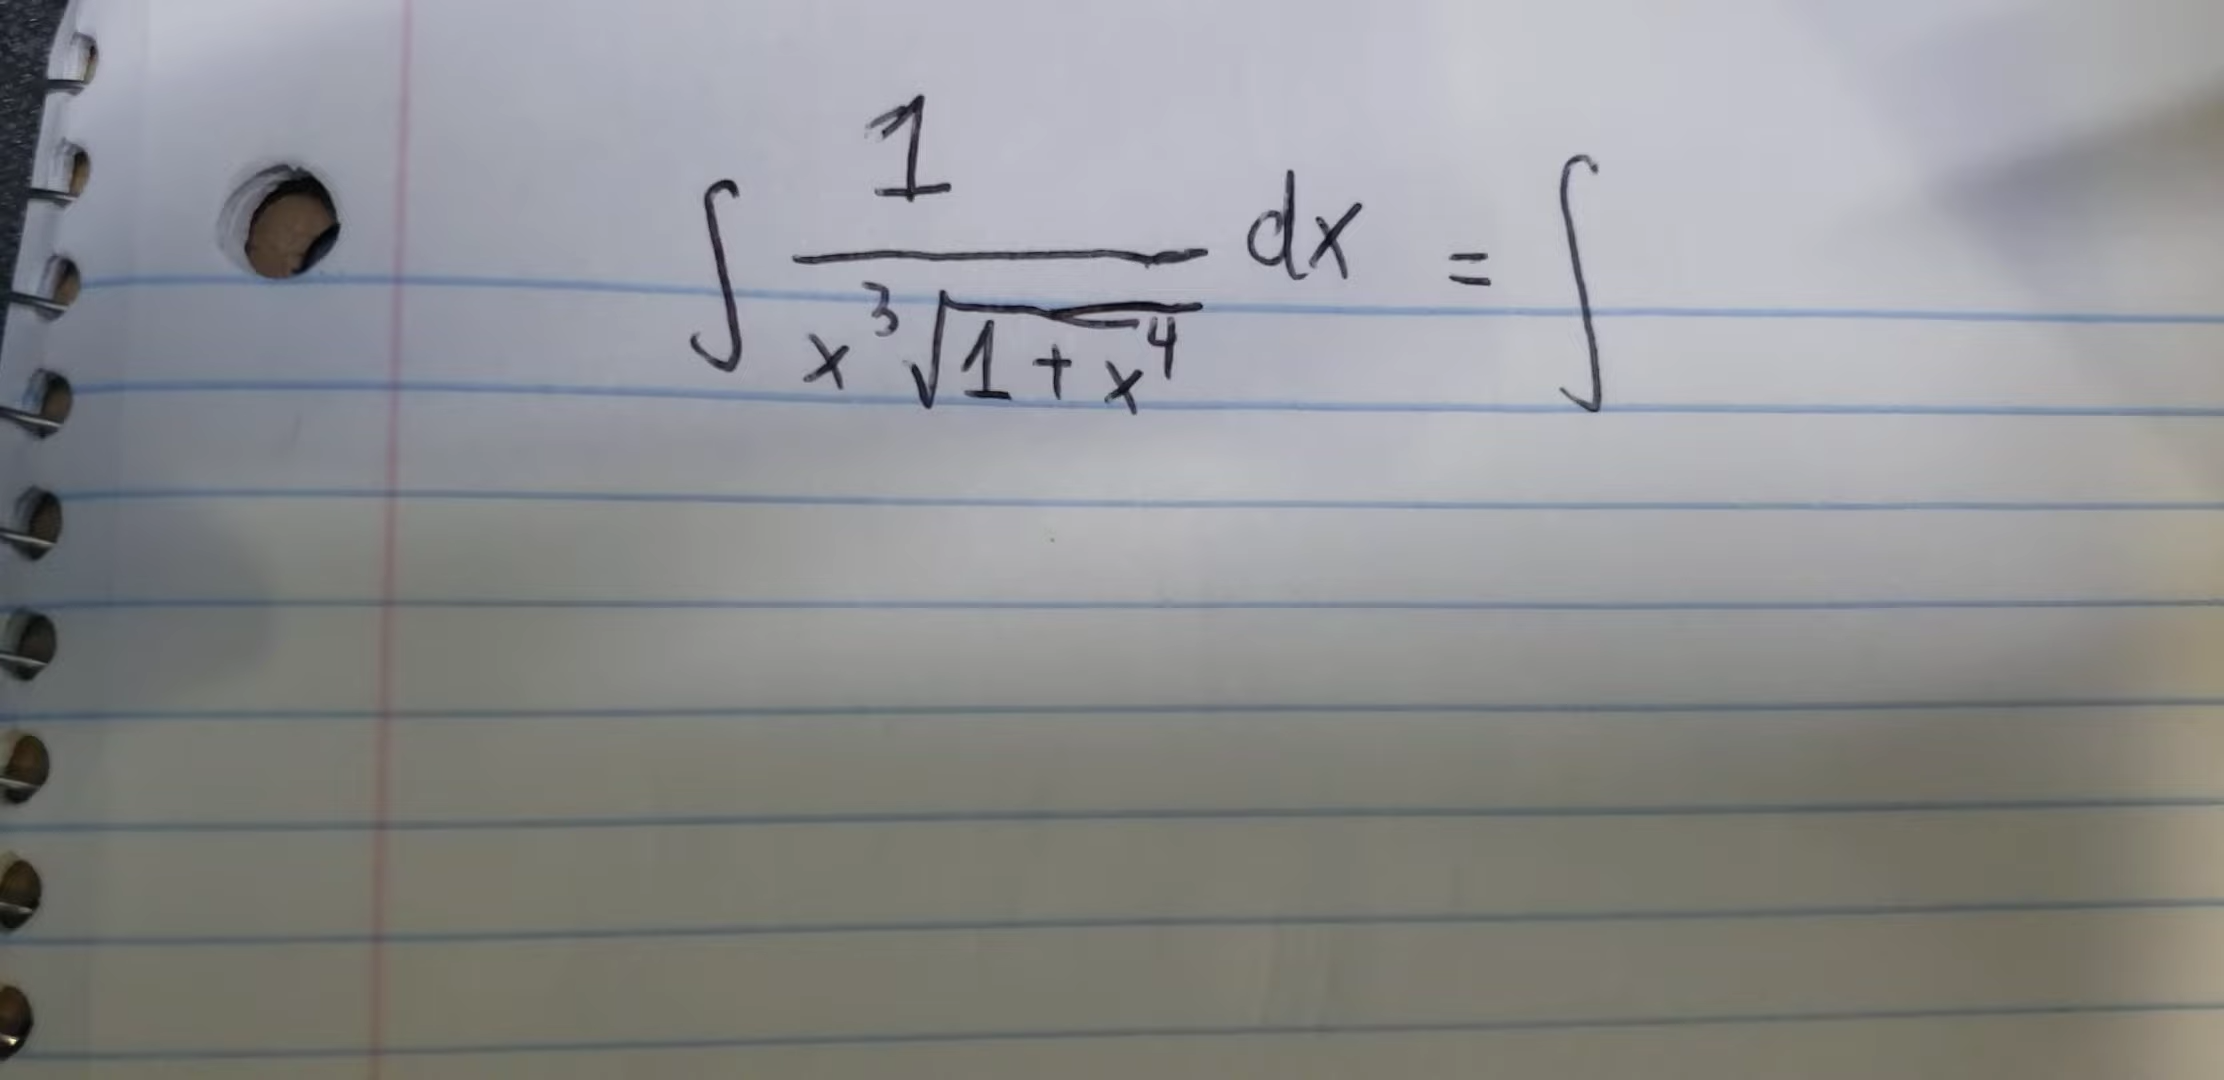 ∫ 1/(x³√(1 + x⁴)) dx = ∫